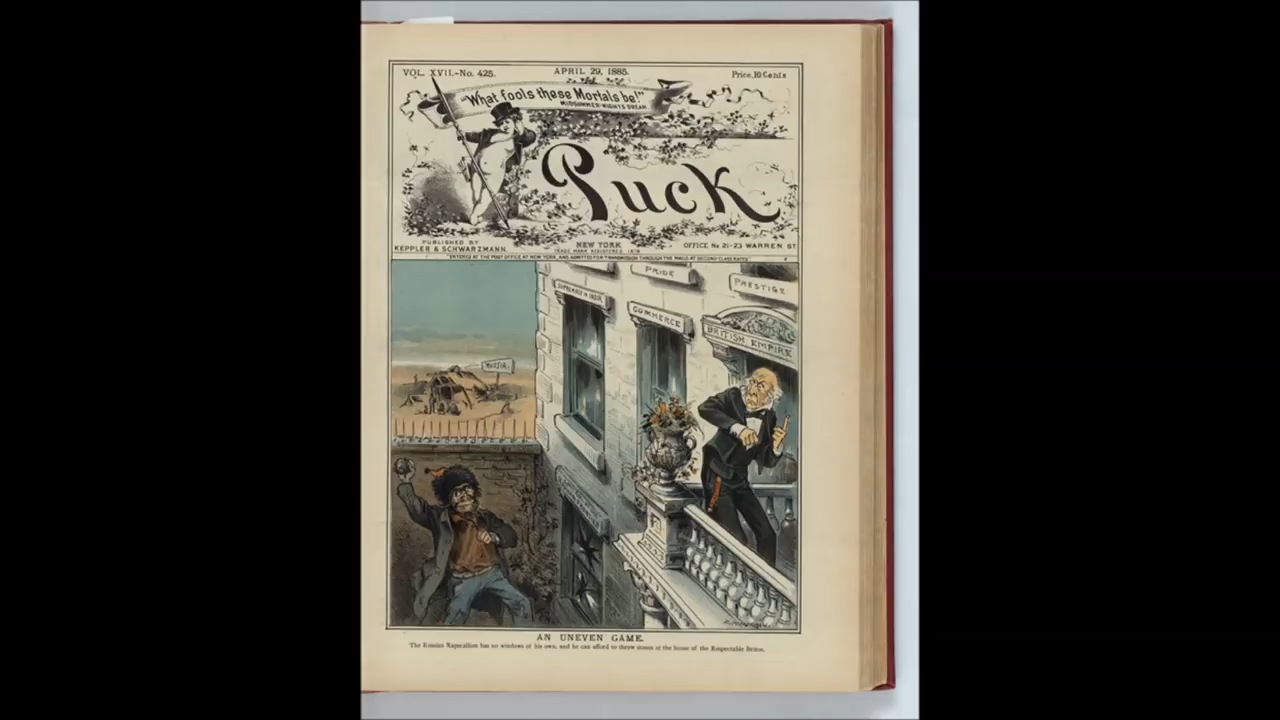 VOL. XVII.—No. 425.
APRIL 29, 1885.
Price, 10 Cents
"What fools these Mortals be!"
MIDSUMMER-NIGHT'S DREAM.
Puck
PUBLISHED BY
KEPPLER & SCHWARZMANN.
NEW YORK
TRADE MARK REGISTERED 1878.
OFFICE No. 21-23 WARREN ST.
"ENTERED AT THE POST OFFICE AT NEW YORK, AND ADMITTED FOR TRANSMISSION THROUGH THE MAILS AT SECOND CLASS RATES."
PRIDE
PRESTIGE
SUPREMACY IN INDIA
COMMERCE
BRITISH EMPIRE
RUSSIA
AN UNEVEN GAME.
The Russian Rapscallion has no windows of his own, and he can afford to throw stones at the house of the Respectable Briton.